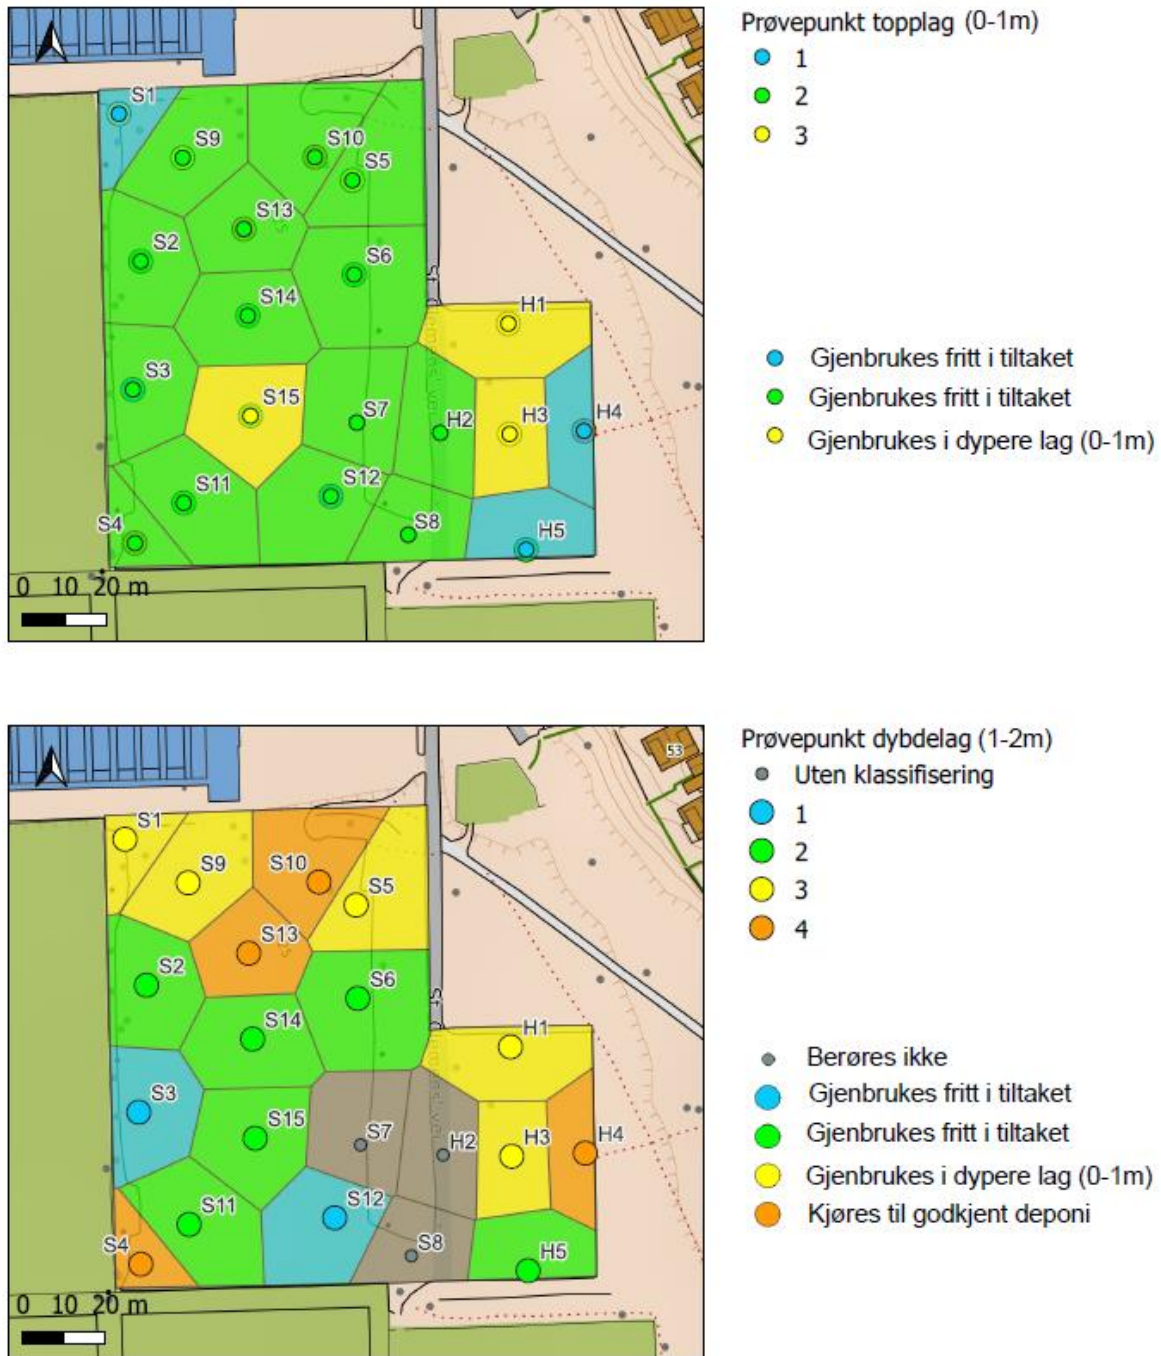 Prøvepunkt topplag (0-1m)
1
2
3
S1
S9
S10
S5
S13
S2
S6
S14
H1
S3
S15
S7
H2
H3
H4
S11
S12
S4
S8
H5
0 10 20 m
Gjenbrukes fritt i tiltaket
Gjenbrukes fritt i tiltaket
Gjenbrukes i dypere lag (0-1m)
Prøvepunkt dybdelag (1-2m)
Uten klassifisering
1
2
3
4
53
S1
S9
S10
S5
S13
S2
S6
S14
H1
S3
S15
S7
H2
H3
H4
S11
S12
S4
S8
H5
0 10 20 m
Berøres ikke
Gjenbrukes fritt i tiltaket
Gjenbrukes fritt i tiltaket
Gjenbrukes i dypere lag (0-1m)
Kjøres til godkjent deponi